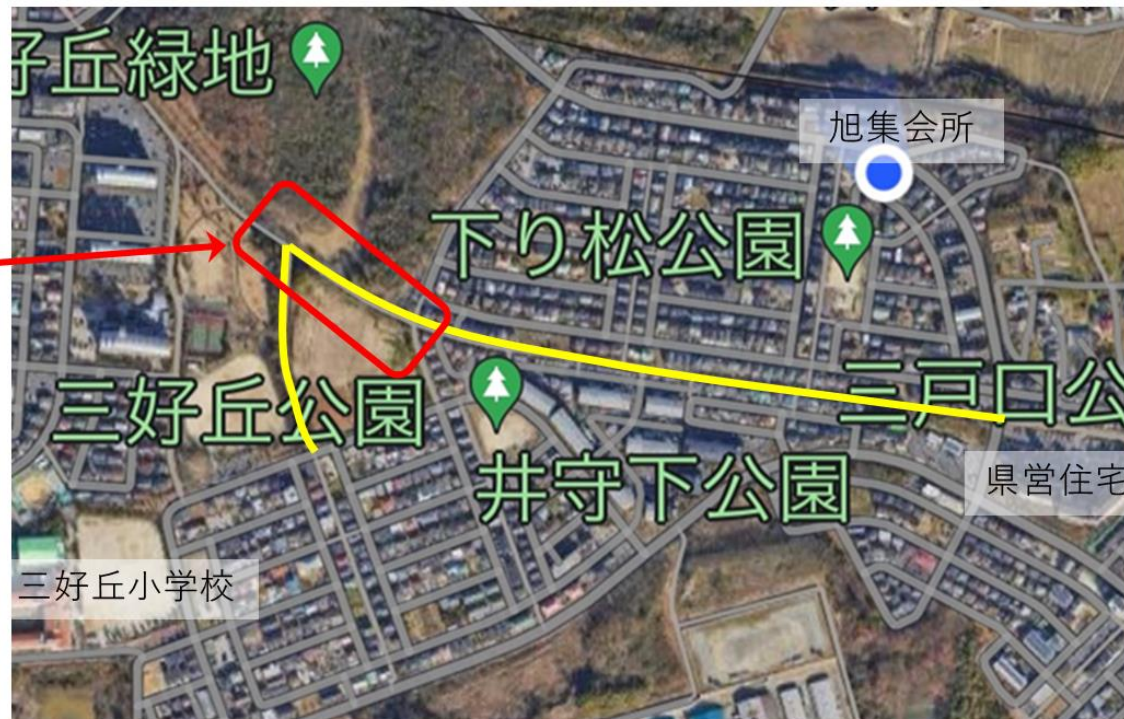 好丘緑地
旭集会所
下り松公園
三好丘公園
三戸口公
井守下公園
県営住宅
三好丘小学校